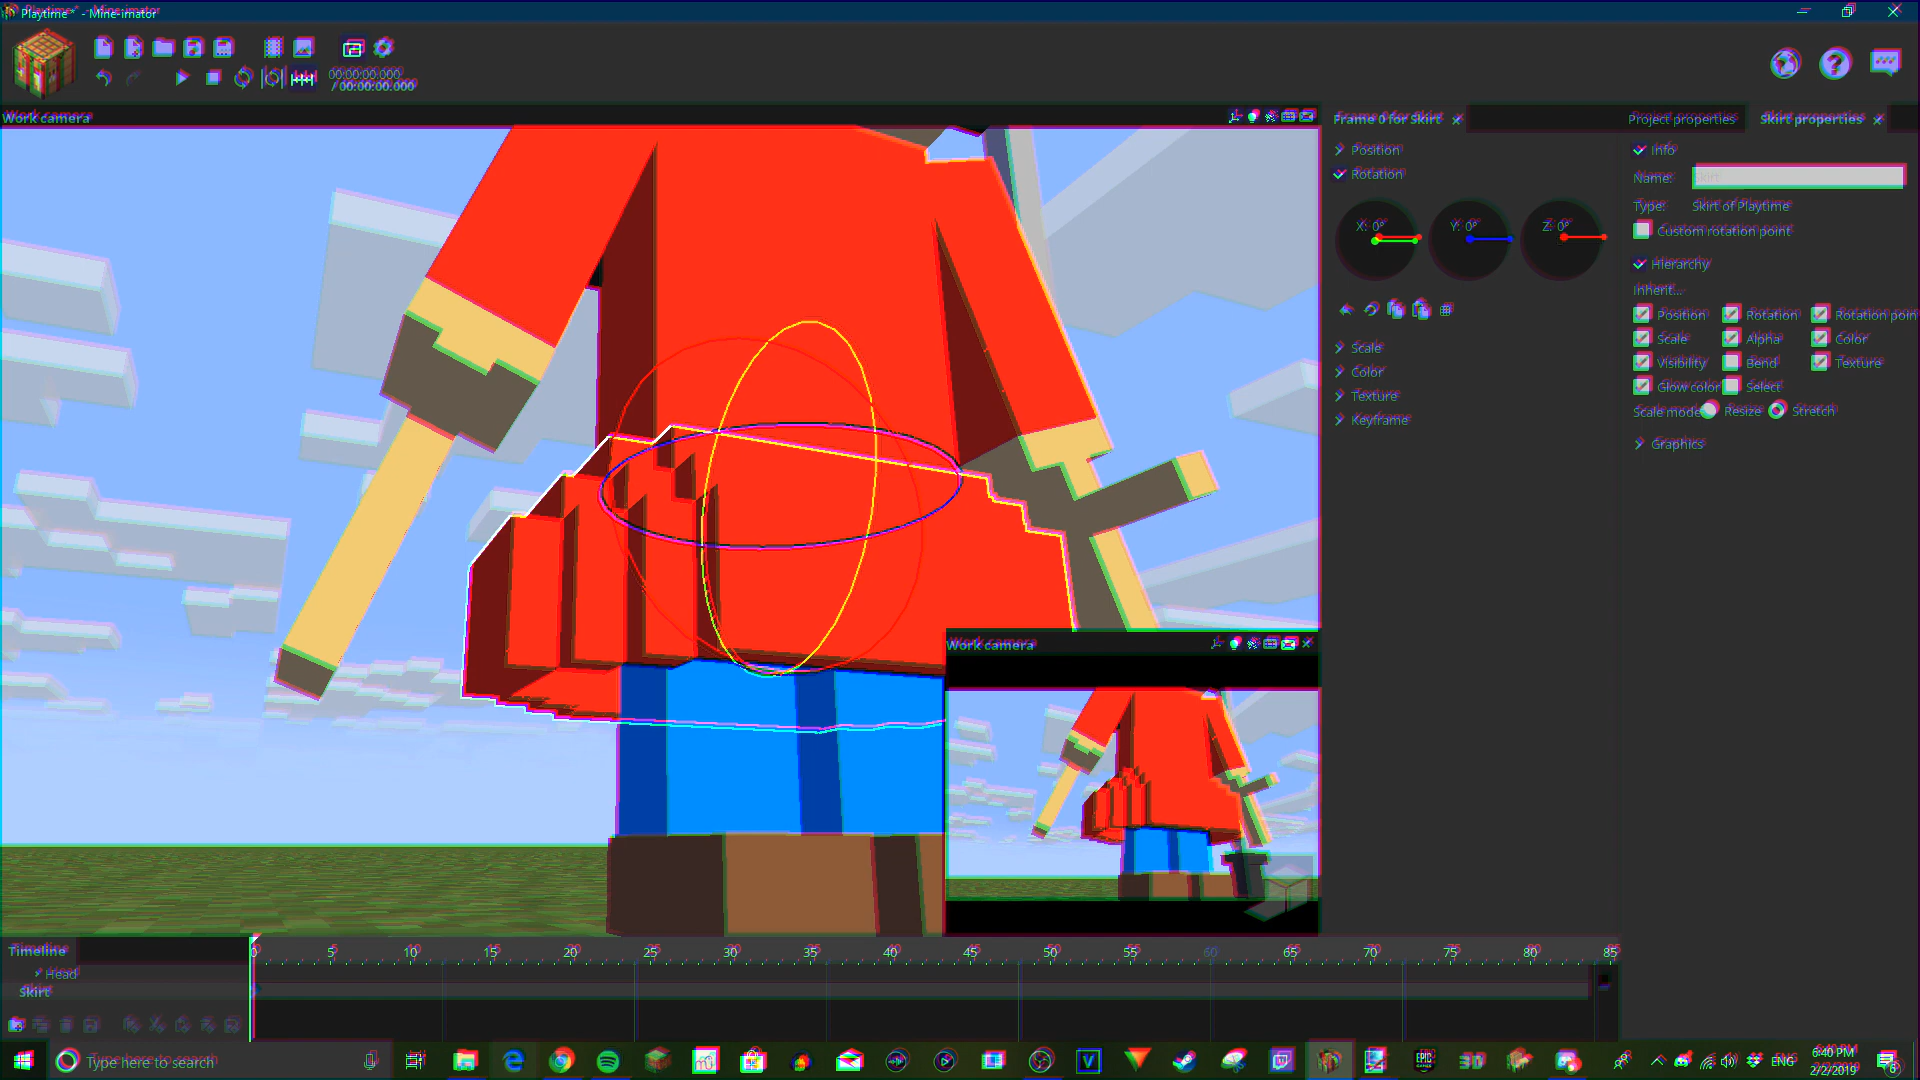 Playtime* - Mine-imator
00:00:00.000
/ 00:00:00.000
Work camera
Frame 0 for Skirt
Project properties
Skirt properties
Position
Rotation
X: 0°
Y: 0°
Z: 0°
Scale
Color
Texture
Keyframe
Info
Name: Skirt
Type: Skirt of Playtime
Custom rotation point
Hierarchy
Inherit...
Position Rotation Rotation poin
Scale Alpha Color
Visibility Bend Texture
Glow color Select
Scale mode Resize Stretch
Graphics
Work camera
Timeline
0 5 10 15 20 25 30 35 40 45 50 55 60 65 70 75 80 85
Head
Skirt
Type here to search
EPIC GAMES
3D
ENG
6:40 PM
2/2/2019